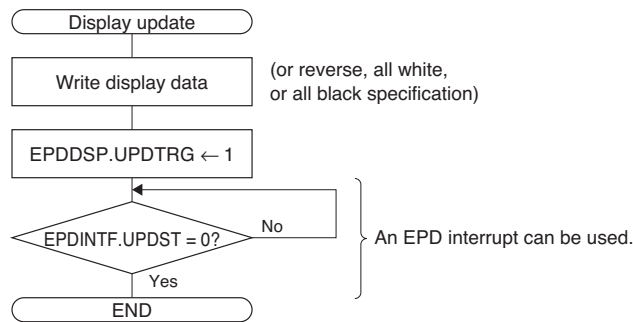 Display update
Write display data
(or reverse, all white,
or all black specification)
EPDDSP.UPDTRG ← 1
EPDINTF.UPDST = 0?
No
An EPD interrupt can be used.
Yes
END